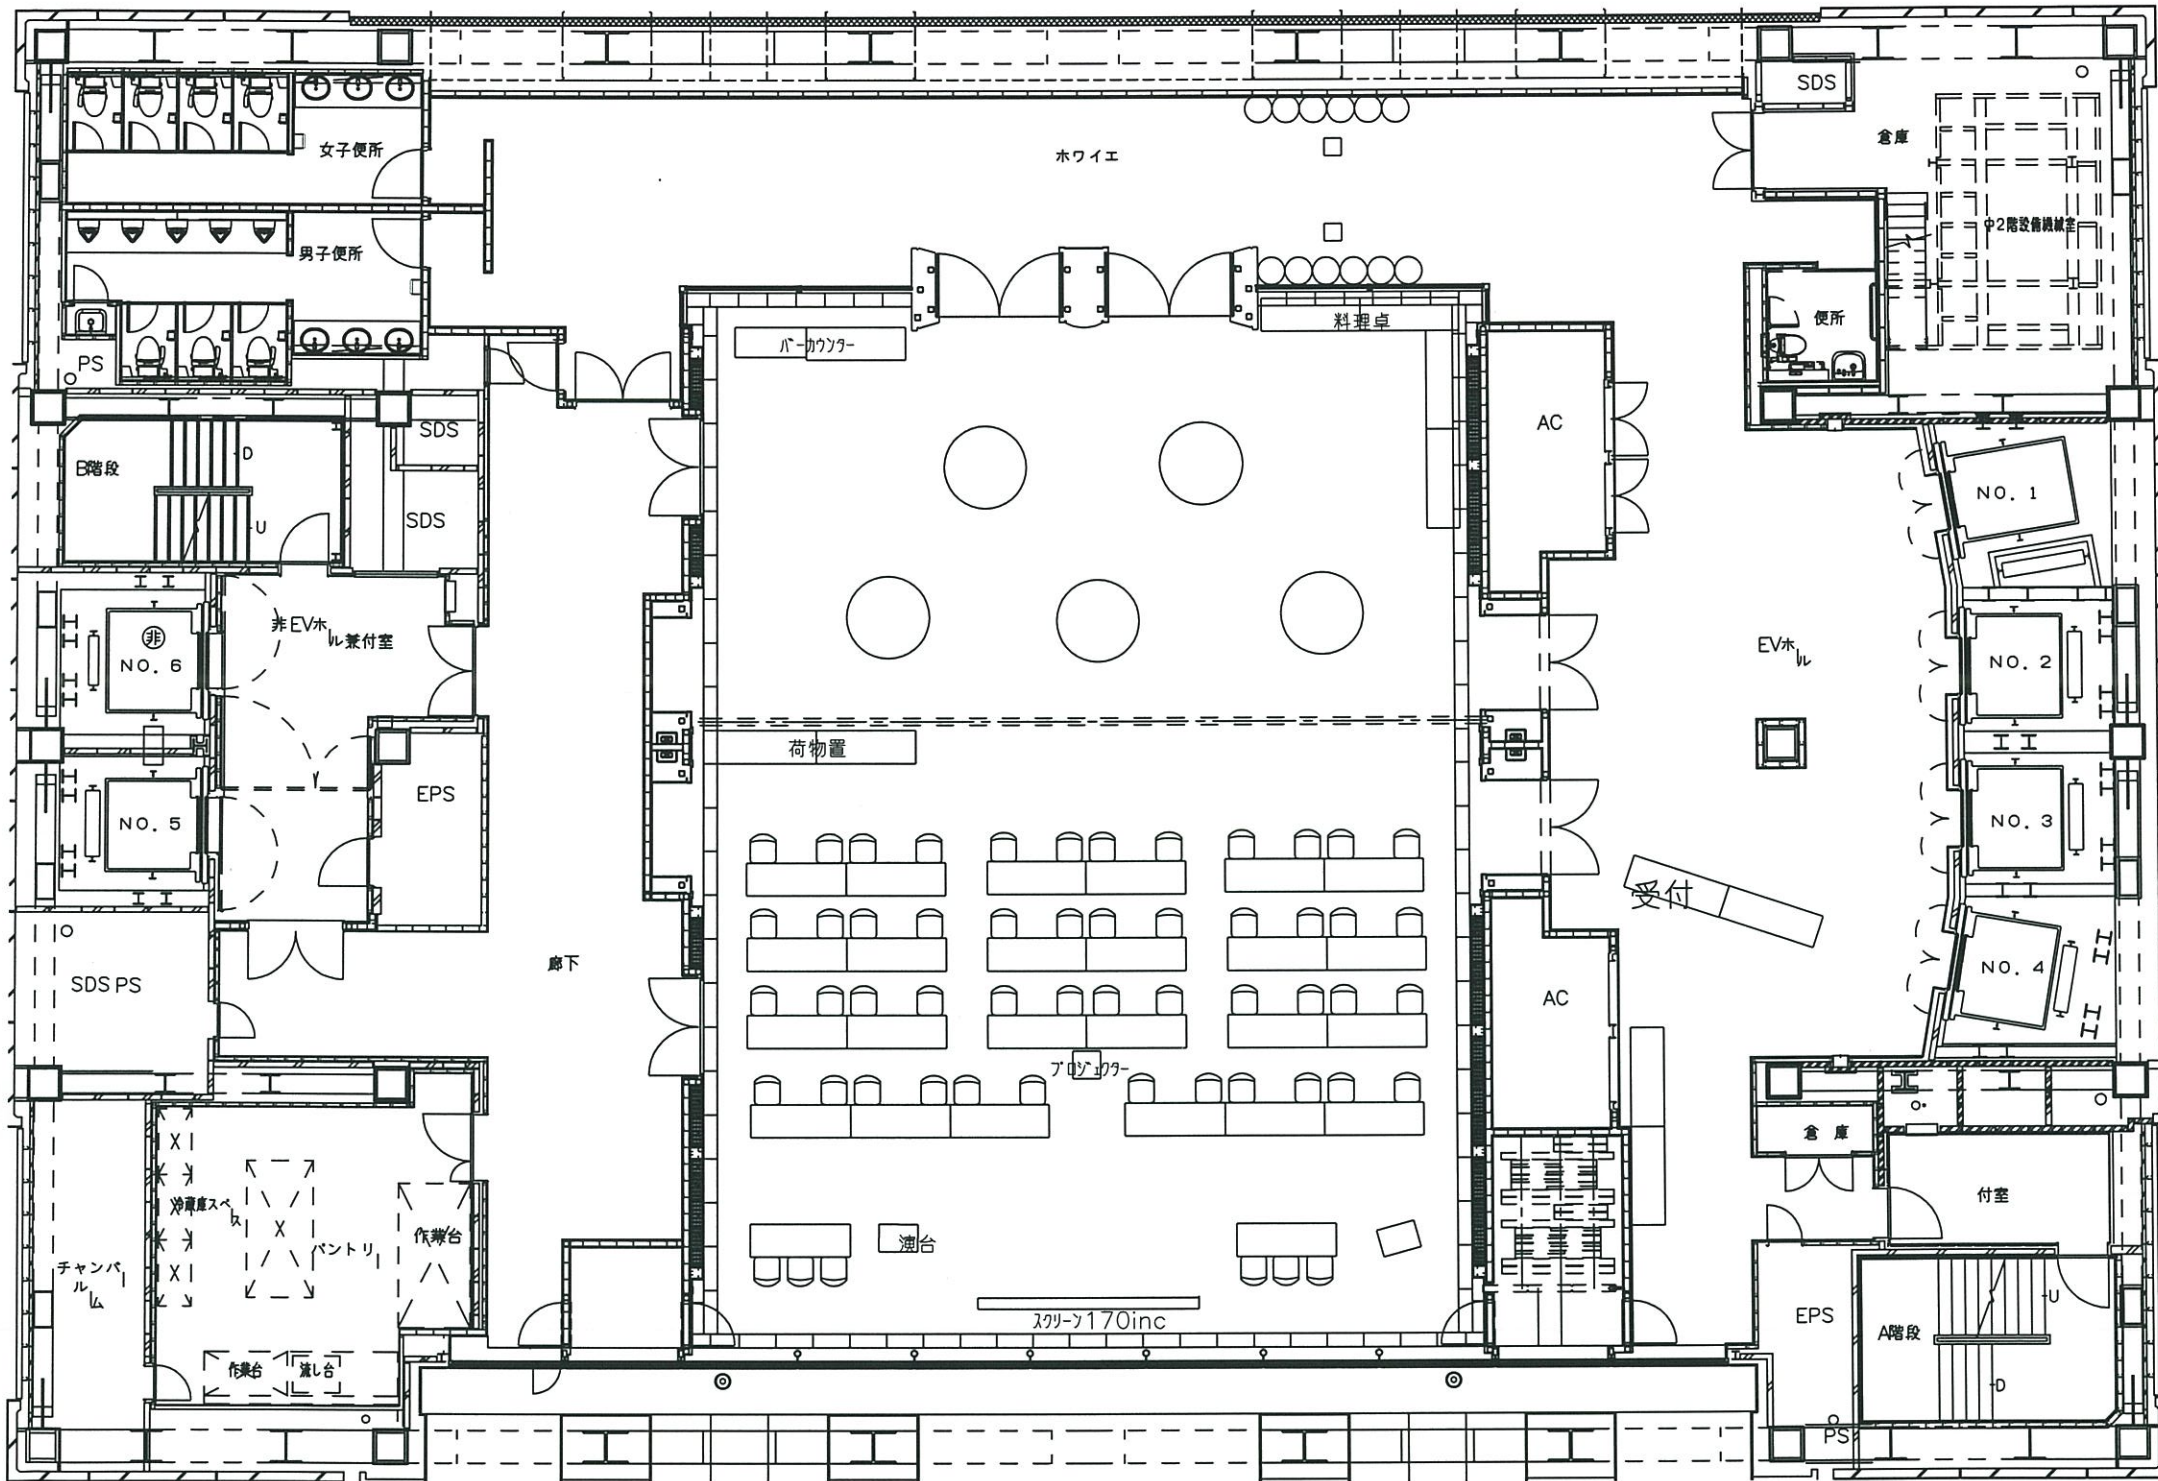 SDS
倉庫
女子便所
ホワイエ
中2階設備機械室
男子便所
便所
料理卓
バーカウンター
PS
AC
SDS
B階段
D
NO. 1
SDS
U
非EVホール兼付室
EVホール
非
NO. 6
NO. 2
荷物置
EPS
NO. 5
NO. 3
受付
廊下
NO. 4
SDS PS
AC
プロジェクター
倉庫
付室
冷蔵庫スペース
パントリー
作業台
演台
チャンバールーム
U
スクリーン170inc
EPS
A階段
作業台
流し台
D
PS